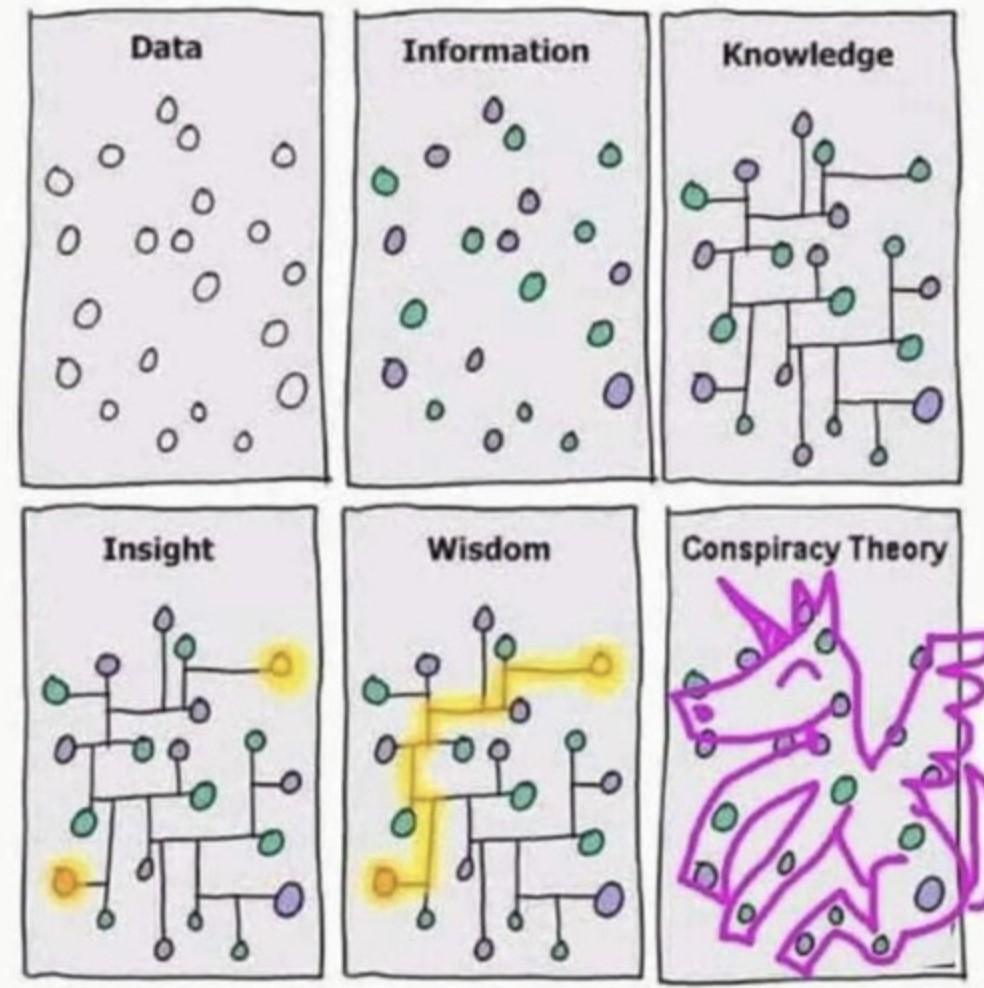 Data
Information
Knowledge
Insight
Wisdom
Conspiracy Theory